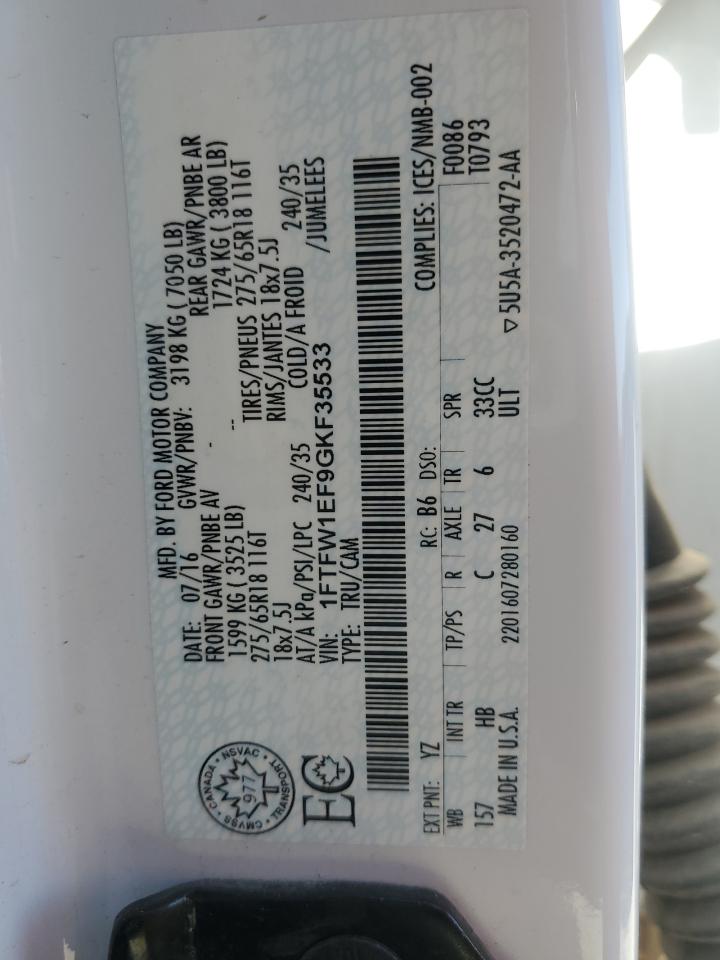 MFD. BY FORD MOTOR COMPANY
DATE: 07/16 GVWR/PNBV: 3198 KG ( 7050 LB)
FRONT GAWR/PNBE AV - REAR GAWR/PNBE AR
1599 KG ( 3525 LB) -- 1724 KG ( 3800 LB)
275/65R18 116T TIRES/PNEUS 275/65R18 116T
18x7.5J RIMS/JANTES 18x7.5J
AT/A kPa/PSI/LPC 240/35 COLD/A FROID 240/35
VIN: 1FTFW1EF9GKF35533 /JUMELEES
TYPE: TRU/CAM
CANADA • NSVAC • TRANSPORT • CMVSS •
977
EC
COMPLIES: ICES/NMB-002
EXT PNT: YZ RC: B6 DSO: F0086
WB INT TR TP/PS R AXLE TR SPR T0793
157 HB C 27 6 33CC
MADE IN U.S.A. 2201607280160 ULT ▽5U5A-3520472-AA